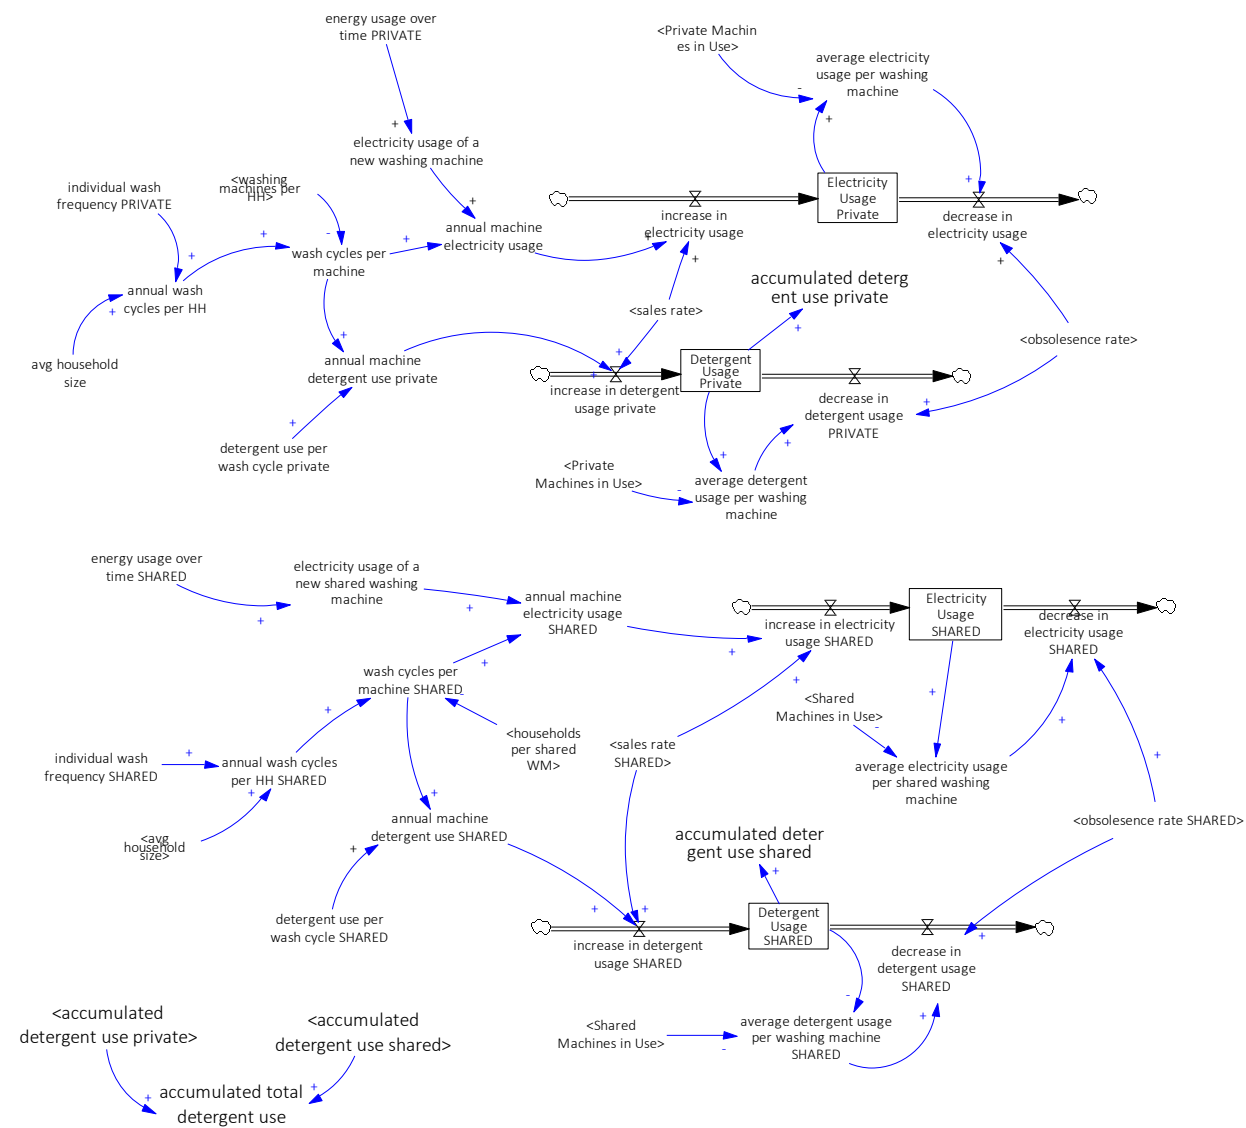 energy usage over
time PRIVATE
<Private Machin
es in Use>
average electricity
usage per washing
machine
electricity usage of a
new washing machine
individual wash
frequency PRIVATE
<washing
machines per
HH>
Electricity
Usage
Private
increase in
electricity usage
decrease in
electricity usage
annual machine
electricity usage
wash cycles per
machine
annual wash
cycles per HH
accumulated deterg
ent use private
<sales rate>
<obsolesence rate>
avg household
size
annual machine
detergent use private
Detergent
Usage
Private
increase in detergent
usage private
decrease in
detergent usage
PRIVATE
detergent use per
wash cycle private
<Private
Machines in Use>
average detergent
usage per washing
machine
energy usage over
time SHARED
electricity usage of a
new shared washing
machine
annual machine
electricity usage
SHARED
Electricity
Usage
SHARED
increase in electricity
usage SHARED
decrease in
electricity usage
SHARED
wash cycles per
machine SHARED
<Shared
Machines in Use>
<households
per shared
WM>
<sales rate
SHARED>
individual wash
frequency SHARED
annual wash cycles
per HH SHARED
average electricity usage
per shared washing
machine
<avg
household
size>
annual machine
detergent use SHARED
accumulated deter
gent use shared
<obsolesence rate SHARED>
detergent use per
wash cycle SHARED
Detergent
Usage
SHARED
increase in detergent
usage SHARED
decrease in
detergent usage
SHARED
<Shared
Machines in Use>
average detergent usage
per washing machine
SHARED
<accumulated
detergent use private>
<accumulated
detergent use shared>
accumulated total
detergent use